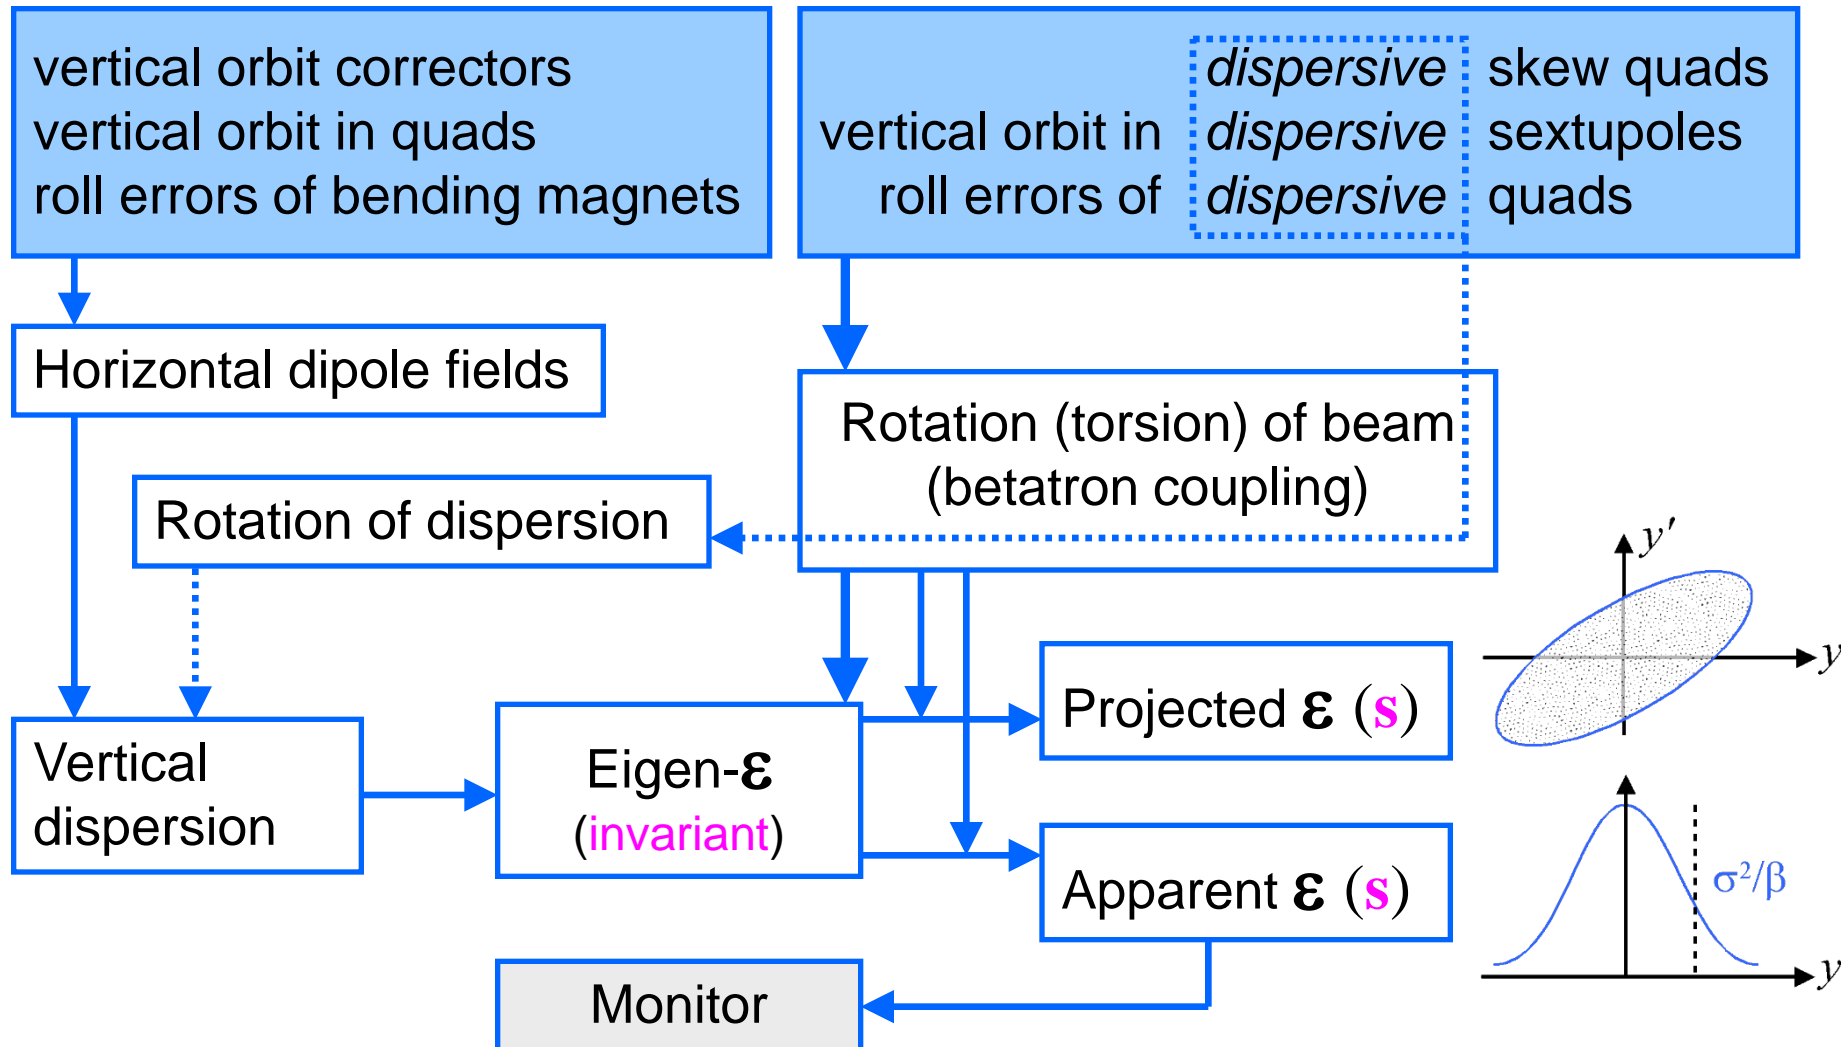 vertical orbit correctors
vertical orbit in quads
roll errors of bending magnets
dispersive skew quads
vertical orbit in dispersive sextupoles
roll errors of dispersive quads
Horizontal dipole fields
Rotation (torsion) of beam
(betatron coupling)
Rotation of dispersion
Vertical
dispersion
Eigen-ε
(invariant)
Projected ε (s)
Apparent ε (s)
Monitor
y′
y
σ²/β
y